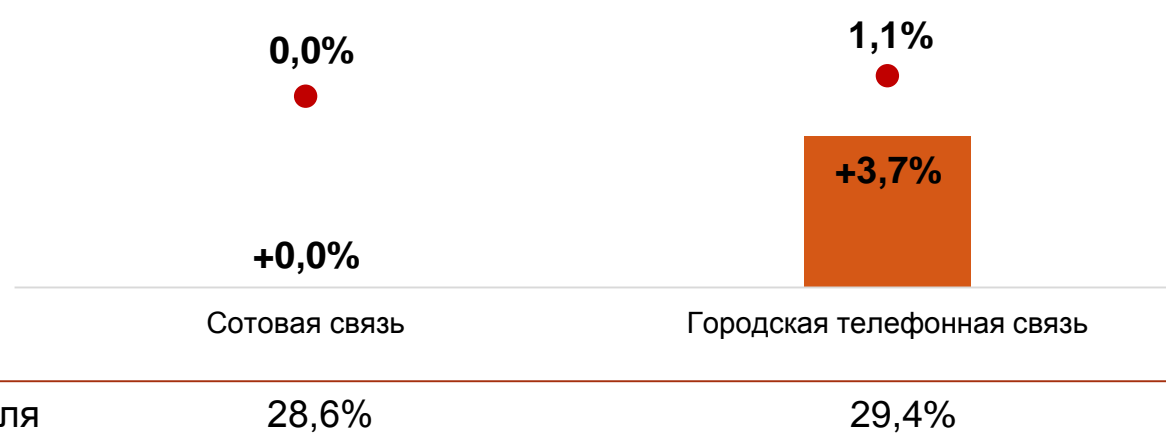 0,0% 1,1%
+3,7%
+0,0%
Сотовая связь Городская телефонная связь
ля 28,6% 29,4%